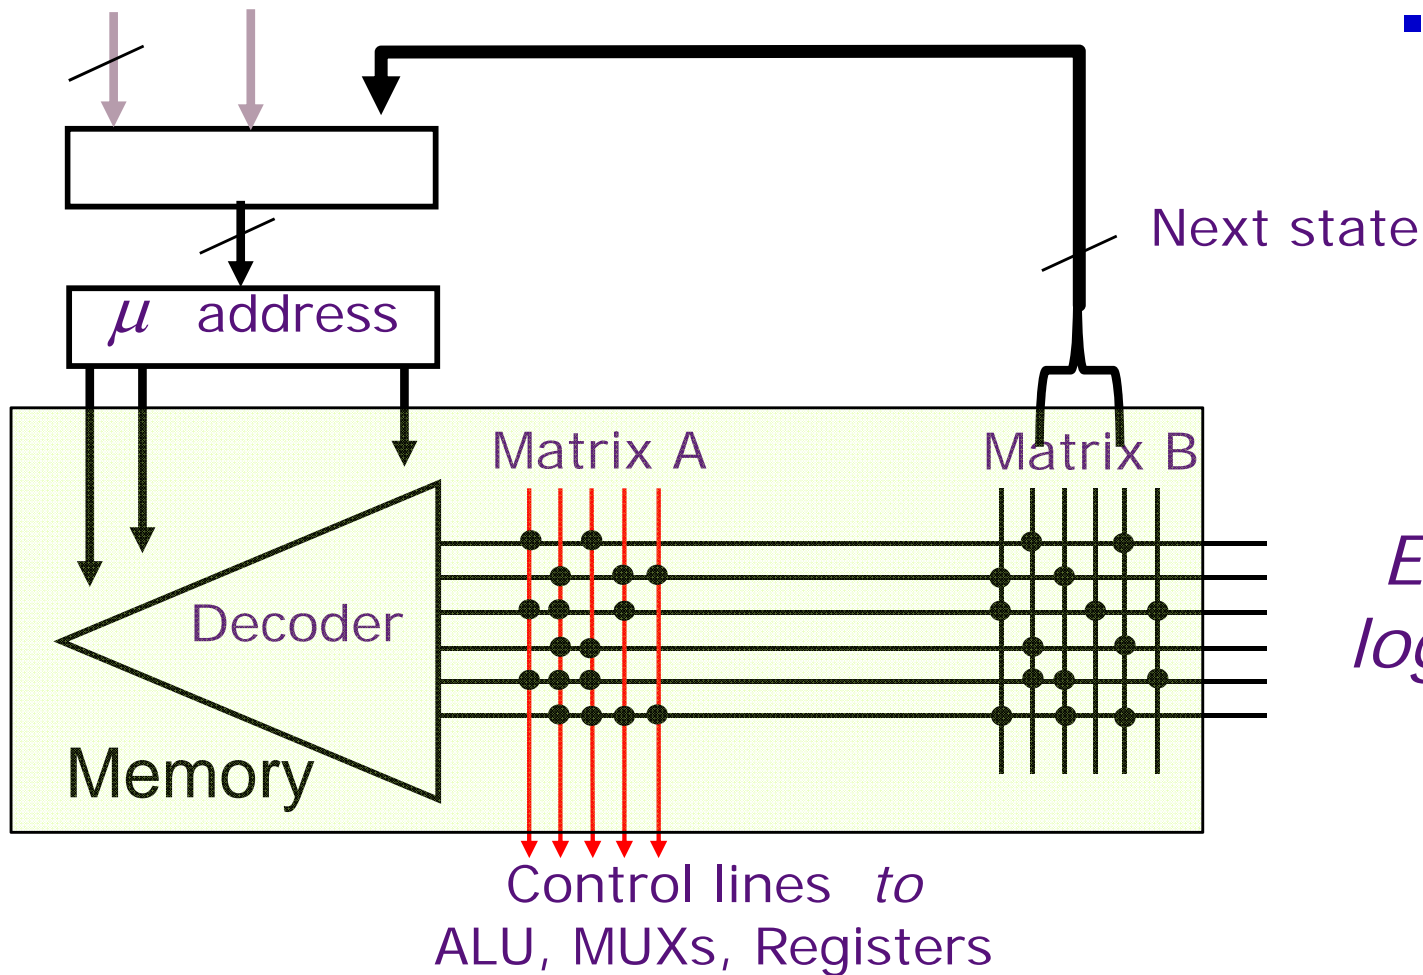 Next state
μ address
Matrix A
Matrix B
Decoder
Memory
Control lines to
ALU, MUXs, Registers